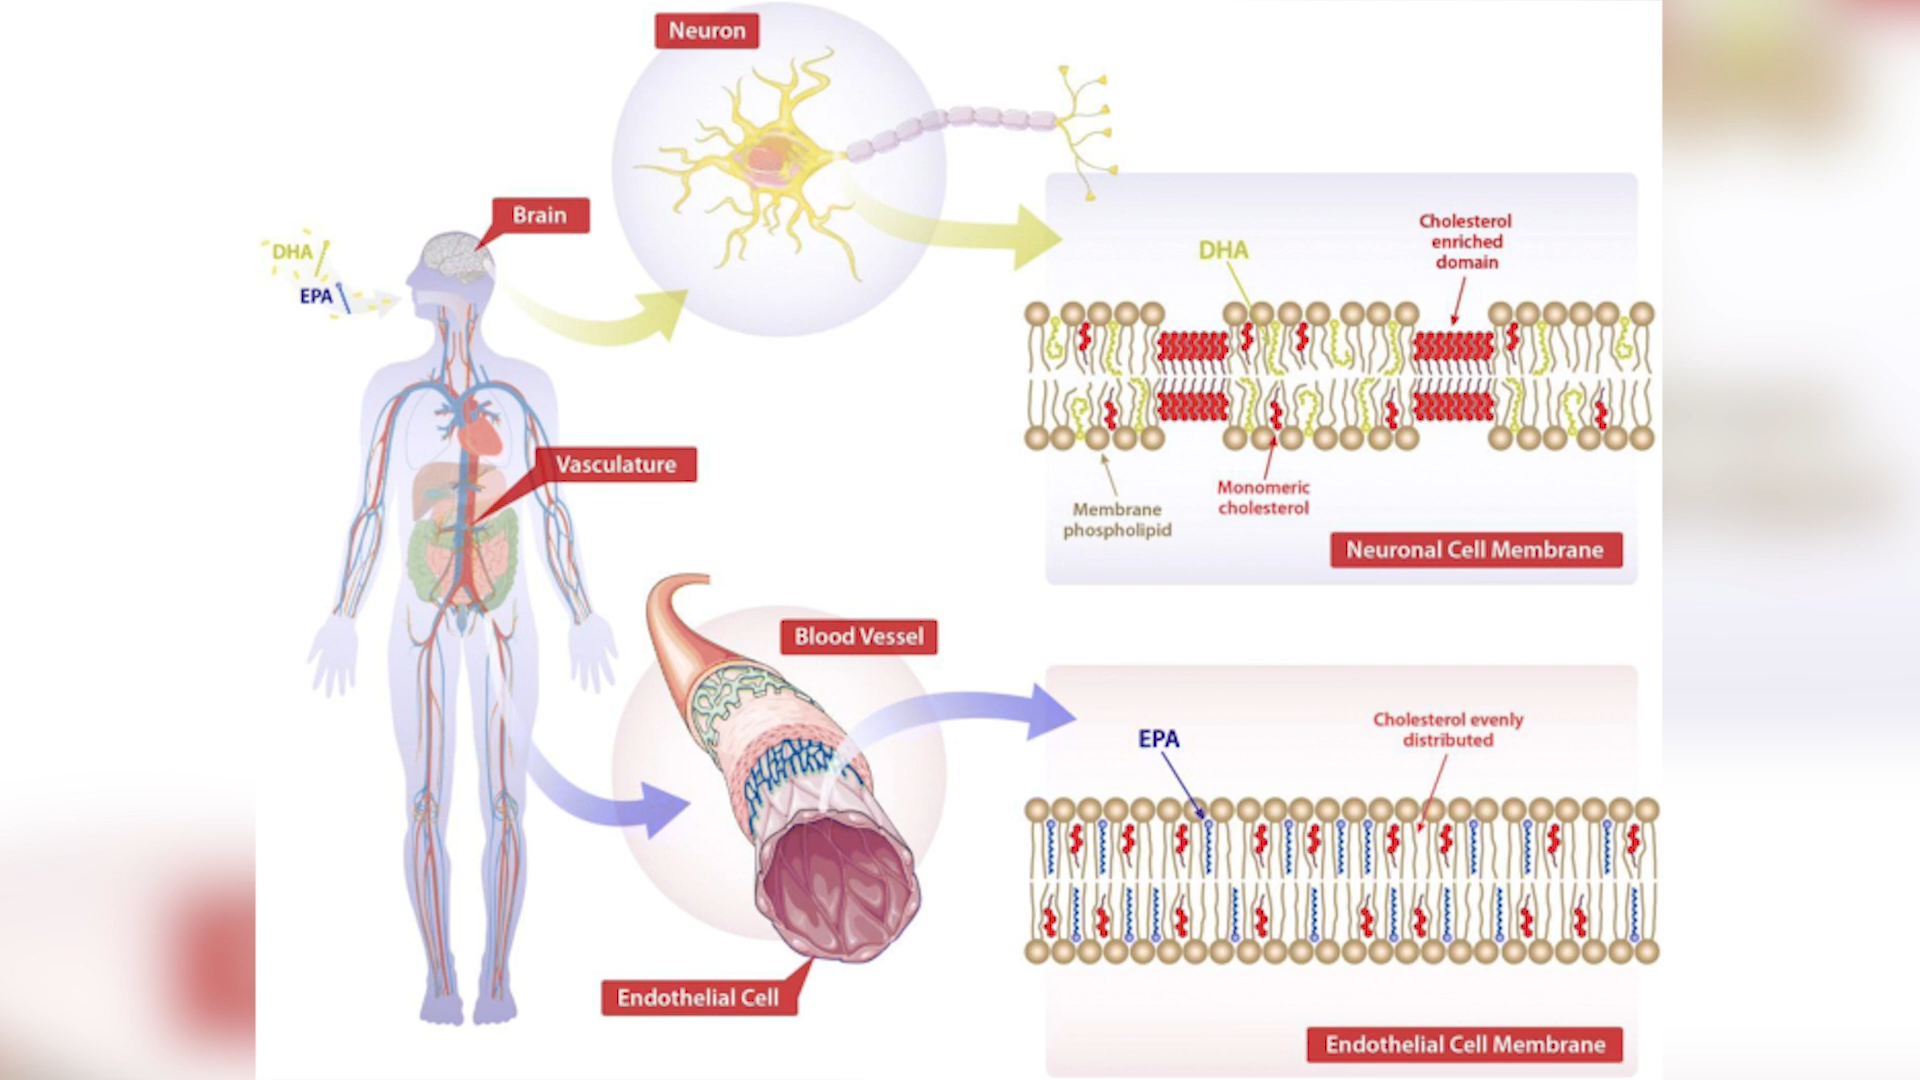 Neuron
Brain
DHA
EPA
DHA
Cholesterol
enriched
domain
Vasculature
Monomeric
cholesterol
Membrane
phospholipid
Neuronal Cell Membrane
Blood Vessel
EPA
Cholesterol evenly
distributed
Endothelial Cell
Endothelial Cell Membrane